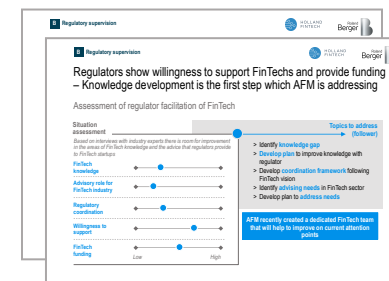 B Regulatory supervision
HOLLAND
FINTECH
Roland
Berger
B Regulatory supervision
HOLLAND
FINTECH
Roland
Berger
Regulators show willingness to support FinTechs and provide funding
– Knowledge development is the first step which AFM is addressing
Assessment of regulator facilitation of FinTech
Situation
assessment
Topics to address
(follower)
Based on interviews with industry experts there is room for improvement
in the areas of FinTech knowledge and the advice that regulators provide
to FinTech startups
FinTech
knowledge
Advisory role for
FinTech industry
Regulatory
coordination
Willingness to
support
FinTech
funding
Low
High
> Identify knowledge gap
> Develop plan to improve knowledge with
regulator
> Develop coordination framework following
FinTech vision
> Identify advising needs in FinTech sector
> Develop plan to address needs
AFM recently created a dedicated FinTech team
that will help to improve on current attention
points